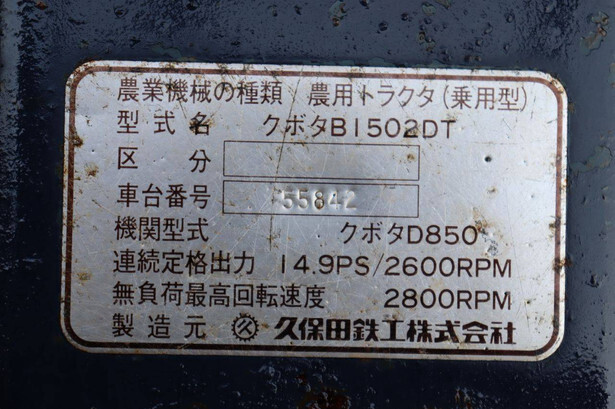 農業機械の種類 農用トラクタ(乗用型)
型式名 クボタB1502DT
区分
車台番号 55842
機関型式 クボタD850
連続定格出力 14.9PS/2600RPM
無負荷最高回転速度 2800RPM
製造元 久保田鉄工株式会社